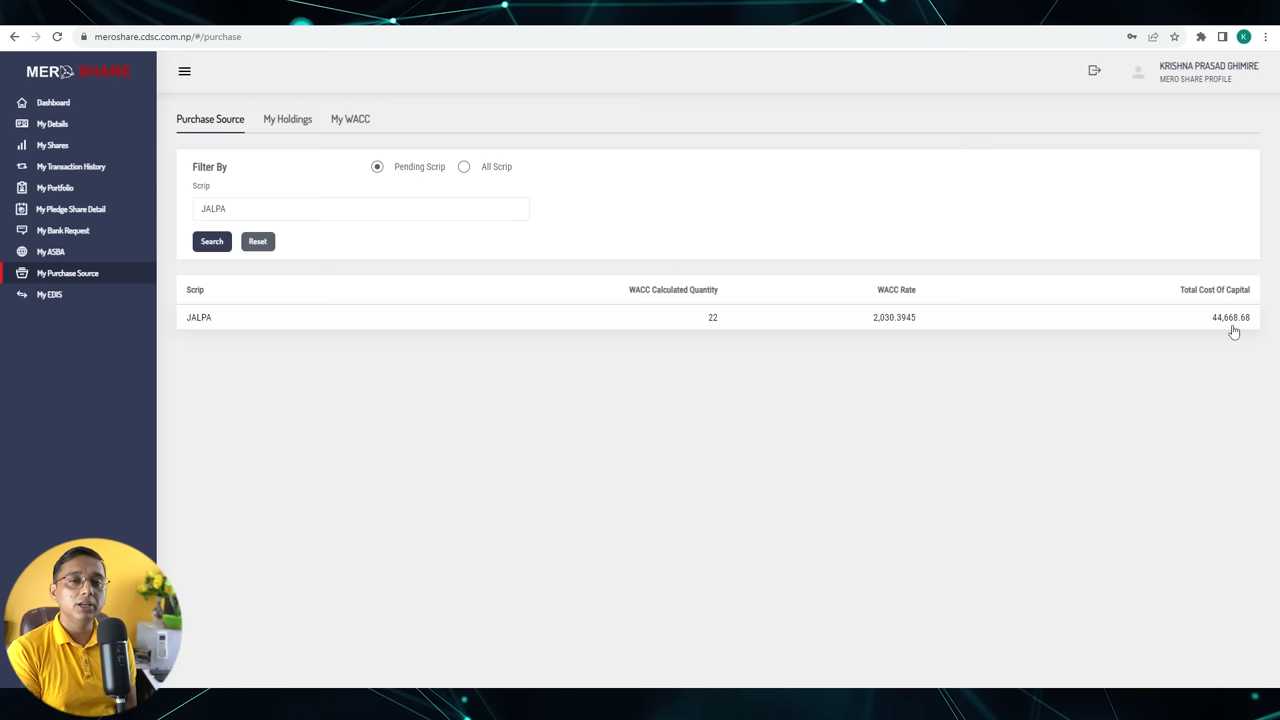 meroshare.cdsc.com.np/#/purchase
K
MERO SHARE
KRISHNA PRASAD GHIMIRE
MERO SHARE PROFILE
Dashboard
My Details
My Shares
My Transaction History
My Portfolio
My Pledge Share Detail
My Bank Request
My ASBA
My Purchase Source
My EDIS
Purchase Source My Holdings My WACC
Filter By Pending Scrip All Scrip
Scrip
JALPA
Search Reset
Scrip WACC Calculated Quantity WACC Rate Total Cost Of Capital
JALPA 22 2,030.3945 44,668.68